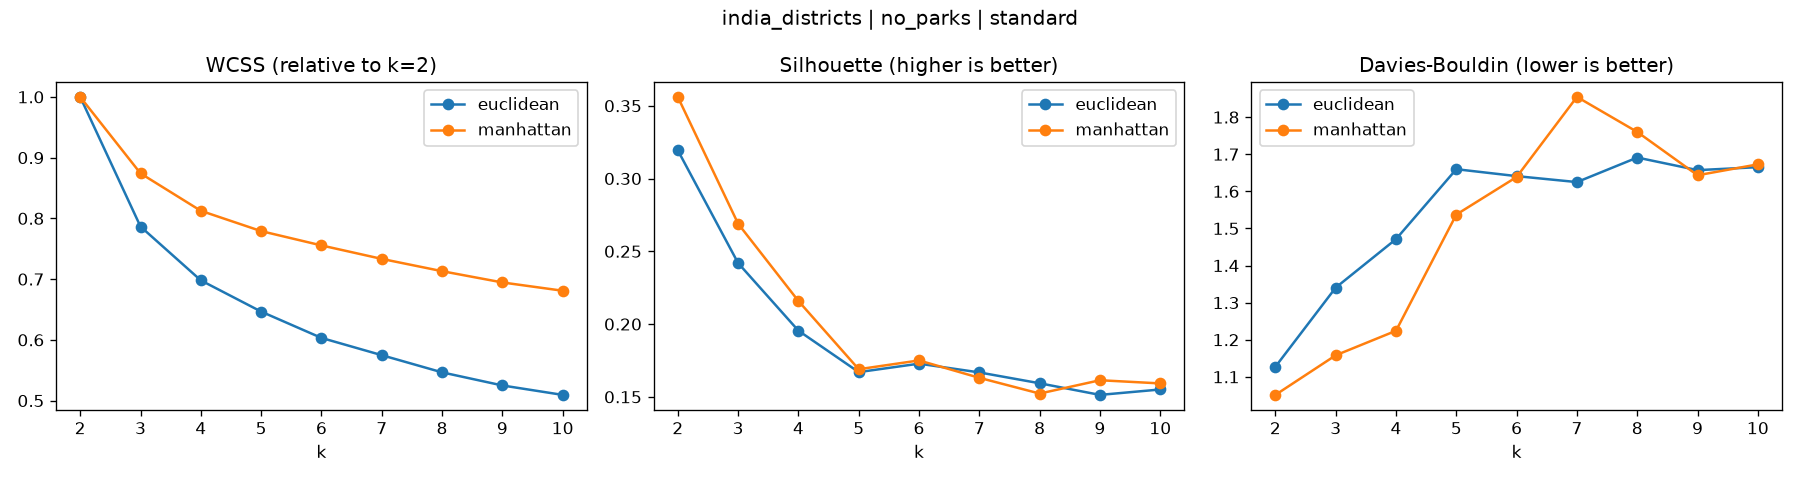 india_districts | no_parks | standard
WCSS (relative to k=2)
1.0
0.9
0.8
0.7
0.6
0.5
euclidean
manhattan
2 3 4 5 6 7 8 9 10
k
Silhouette (higher is better)
0.35
0.30
0.25
0.20
0.15
euclidean
manhattan
2 3 4 5 6 7 8 9 10
k
Davies-Bouldin (lower is better)
1.8
1.7
1.6
1.5
1.4
1.3
1.2
1.1
euclidean
manhattan
2 3 4 5 6 7 8 9 10
k